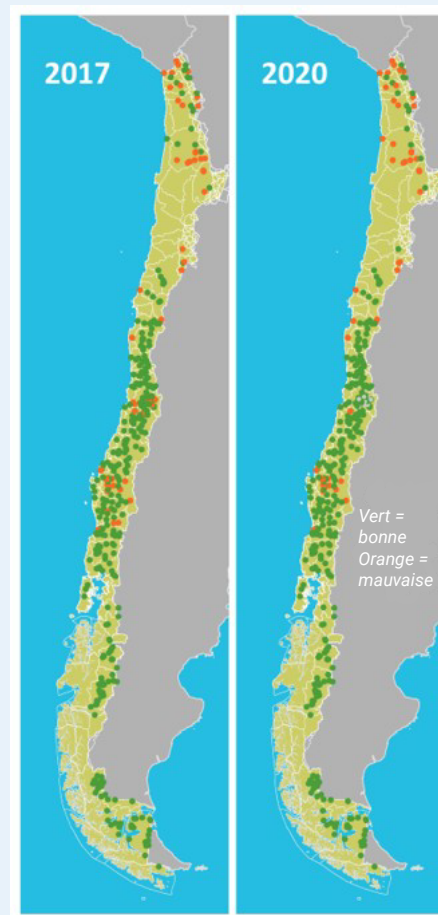 2017
2020
Vert =
bonne
Orange =
mauvaise